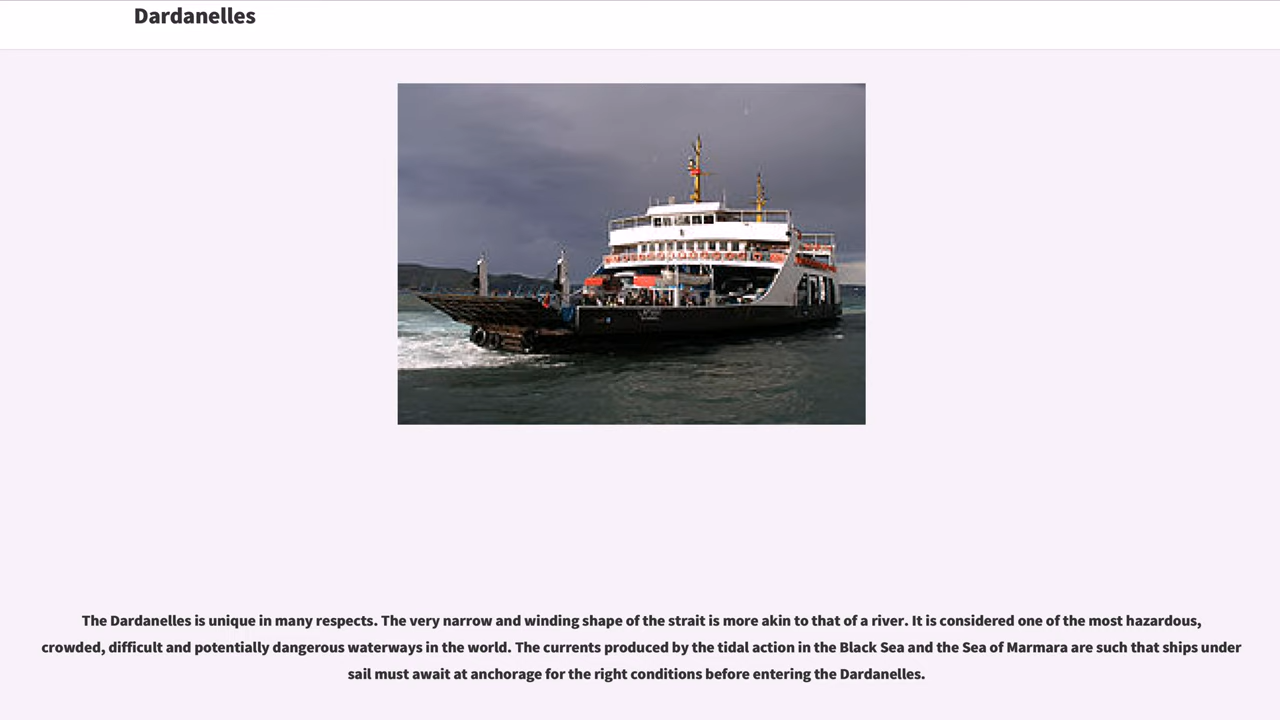 Dardanelles
The Dardanelles is unique in many respects. The very narrow and winding shape of the strait is more akin to that of a river. It is considered one of the most hazardous,
crowded, difficult and potentially dangerous waterways in the world. The currents produced by the tidal action in the Black Sea and the Sea of Marmara are such that ships under
sail must await at anchorage for the right conditions before entering the Dardanelles.